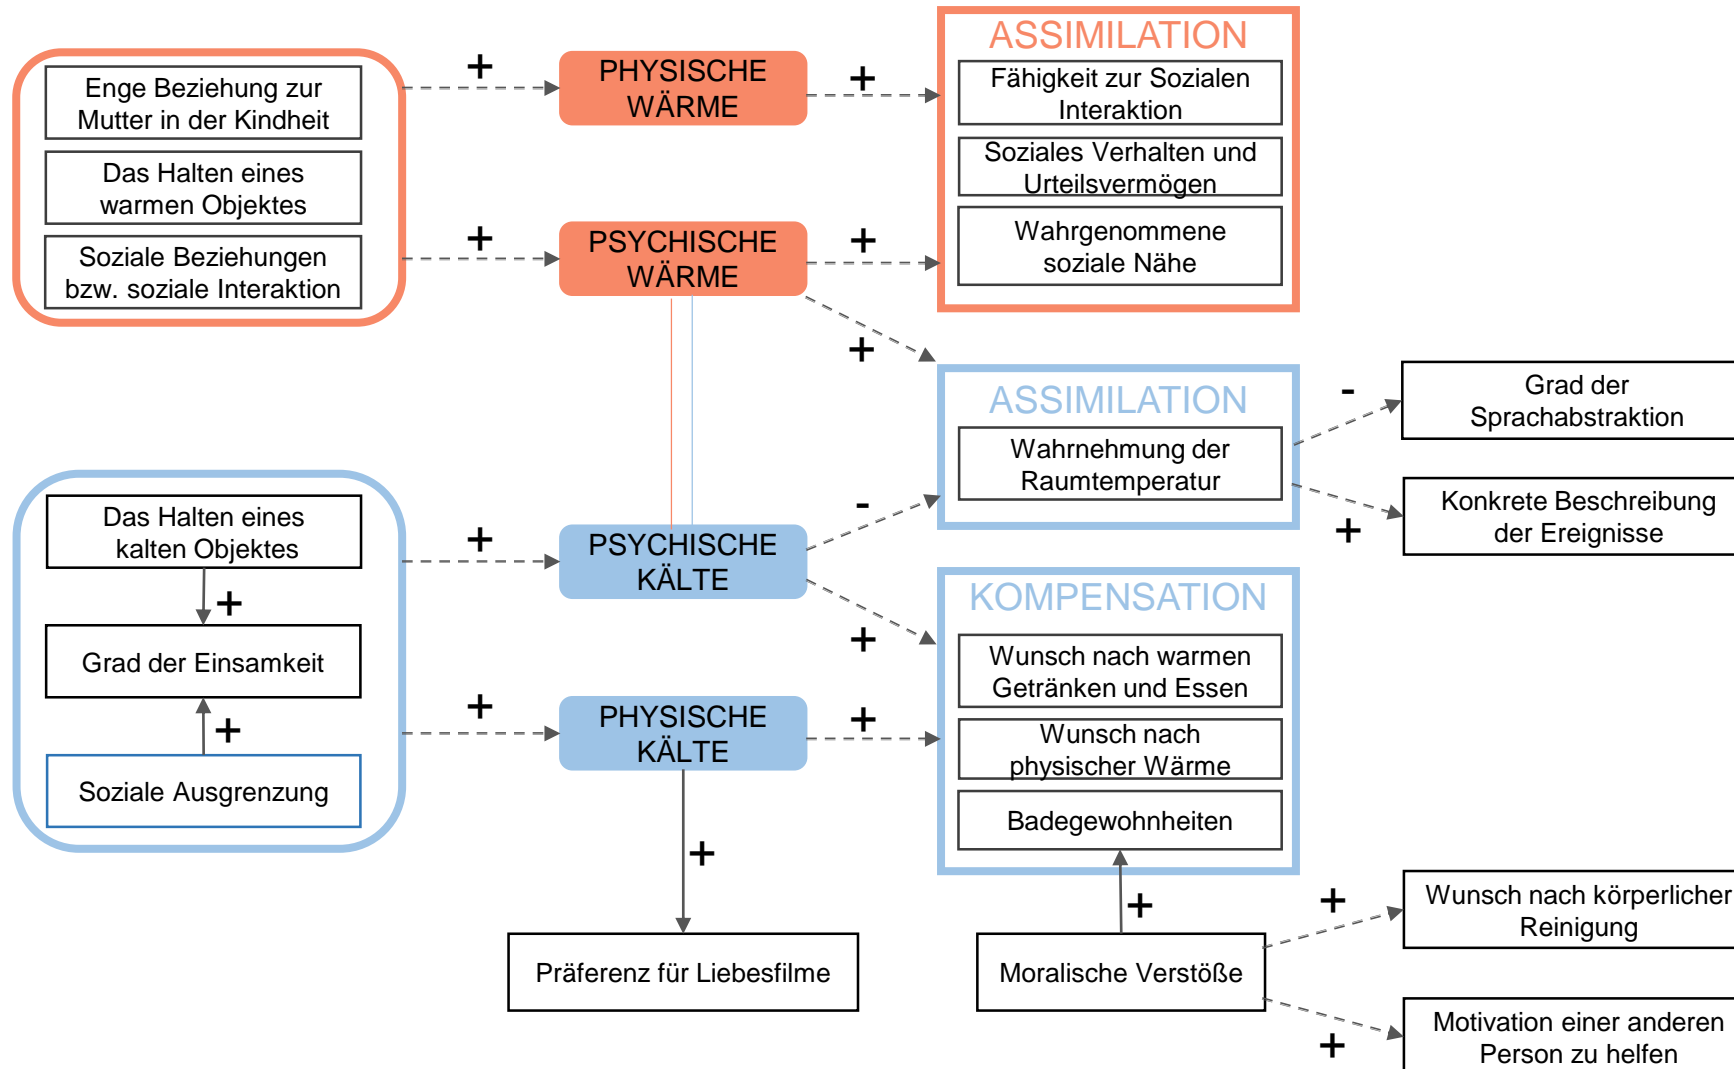 ASSIMILATION
Enge Beziehung zur
Mutter in der Kindheit
+
PHYSISCHE
WÄRME
+
Fähigkeit zur Sozialen
Interaktion
Das Halten eines
warmen Objektes
Soziales Verhalten und
Urteilsvermögen
Soziale Beziehungen
bzw. soziale Interaktion
+
PSYCHISCHE
WÄRME
+
Wahrgenommene
soziale Nähe
+
ASSIMILATION
Wahrnehmung der
Raumtemperatur
-
Grad der
Sprachabstraktion
+
Konkrete Beschreibung
der Ereignisse
Das Halten eines
kalten Objektes
+
Grad der Einsamkeit
+
Soziale Ausgrenzung
+
PSYCHISCHE
KÄLTE
-
+
KOMPENSATION
Wunsch nach warmen
Getränken und Essen
+
PHYSISCHE
KÄLTE
+
Wunsch nach
physischer Wärme
Badegewohnheiten
+
Präferenz für Liebesfilme
+
Moralische Verstöße
+
Wunsch nach körperlicher
Reinigung
+
Motivation einer anderen
Person zu helfen